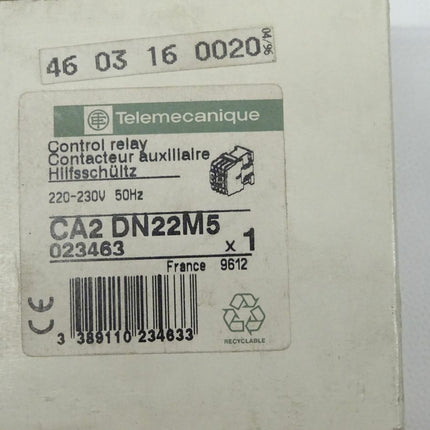 46 03 16 0020
04/96
Telemecanique
Control relay
Contacteur auxiliaire
Hilfsschültz
220-230V 50Hz
CA2 DN22M5
023463 x 1
France 9612
CE
3 389110 234633
RECYCLABLE